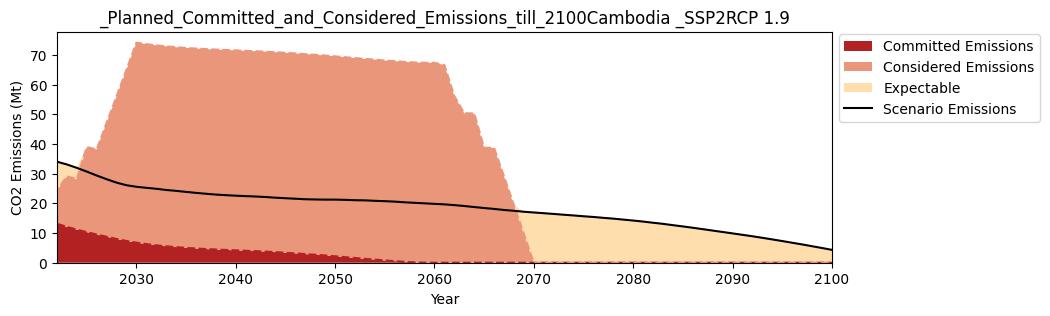 _Planned_Committed_and_Considered_Emissions_till_2100Cambodia _SSP2RCP 1.9
Committed Emissions
Considered Emissions
Expectable
Scenario Emissions
CO2 Emissions (Mt)
70
60
50
40
30
20
10
0
2030 2040 2050 2060 2070 2080 2090 2100
Year